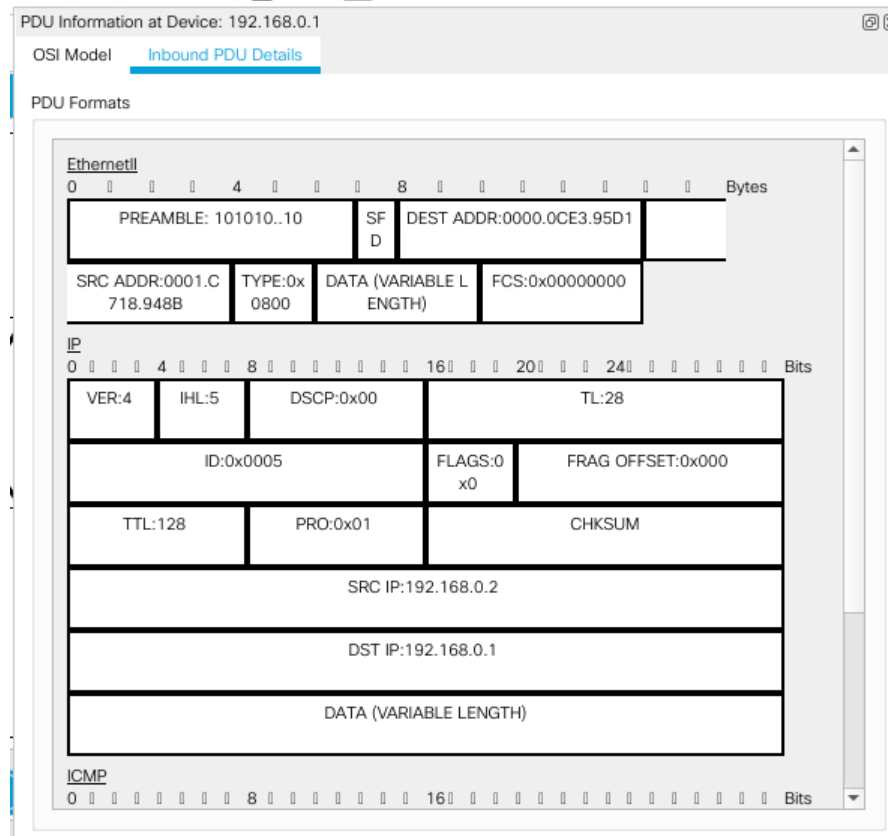 PDU Information at Device: 192.168.0.1
OSI Model Inbound PDU Details
PDU Formats
EthernetII
0 4 8 Bytes
PREAMBLE: 101010..10 SF DEST ADDR:0000.0CE3.95D1
D
SRC ADDR:0001.C TYPE:0x DATA (VARIABLE L FCS:0x00000000
718.948B 0800 ENGTH)
IP
0 4 8 16 20 24 Bits
VER:4 IHL:5 DSCP:0x00 TL:28
ID:0x0005 FLAGS:0 FRAG OFFSET:0x000
x0
TTL:128 PRO:0x01 CHKSUM
SRC IP:192.168.0.2
DST IP:192.168.0.1
DATA (VARIABLE LENGTH)
ICMP
0 8 16 Bits